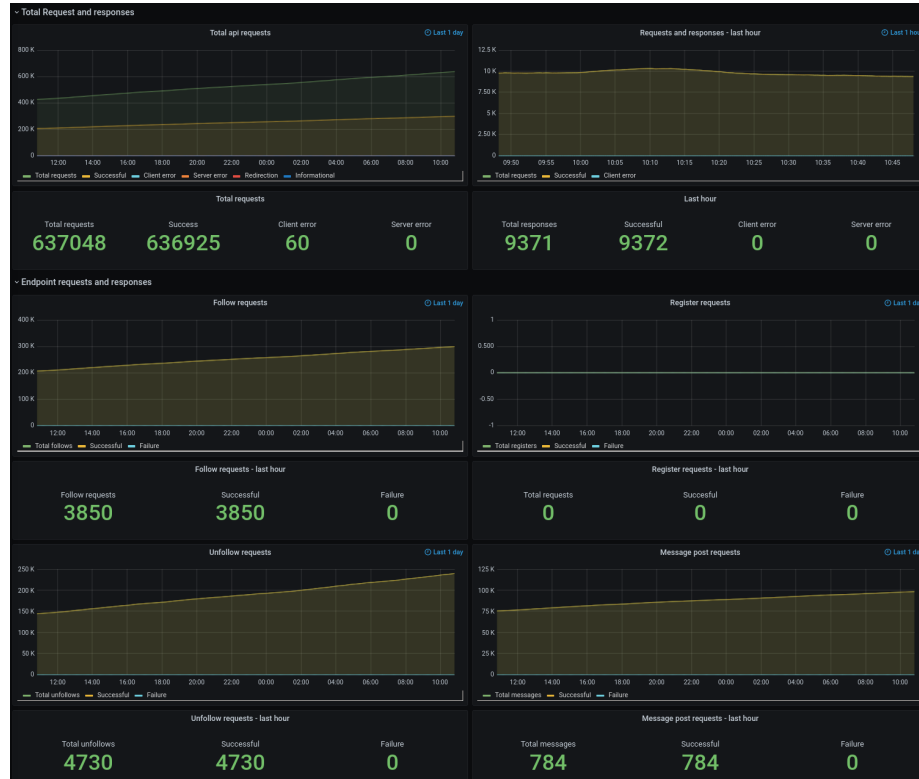 Total Request and responses
Total api requests
Last 1 day
800 K
600 K
400 K
200 K
0
12:00 14:00 16:00 18:00 20:00 22:00 00:00 02:00 04:00 06:00 08:00 10:00
Total requests Successful Client error Server error Redirection Informational
Requests and responses - last hour
Last 1 hou
12.5 K
10 K
7.50 K
5 K
2.50 K
0
09:50 09:55 10:00 10:05 10:10 10:15 10:20 10:25 10:30 10:35 10:40 10:45
Total requests Successful Client error
Total requests
Total requests Success Client error Server error
637048 636925 60 0
Last hour
Total responses Successful Client error Server error
9371 9372 0 0
Endpoint requests and responses
Follow requests
Last 1 day
400 K
300 K
200 K
100 K
0
12:00 14:00 16:00 18:00 20:00 22:00 00:00 02:00 04:00 06:00 08:00 10:00
Total follows Successful Failure
Register requests
Last 1 da
1
0.500
0
-0.50
-1
12:00 14:00 16:00 18:00 20:00 22:00 00:00 02:00 04:00 06:00 08:00 10:00
Total registers Successful Failure
Follow requests - last hour
Follow requests Successful Failure
3850 3850 0
Register requests - last hour
Total requests Succesful Failure
0 0 0
Unfollow requests
Last 1 day
250 K
200 K
150 K
100 K
50 K
0
12:00 14:00 16:00 18:00 20:00 22:00 00:00 02:00 04:00 06:00 08:00 10:00
Total unfollows Successful Failure
Message post requests
Last 1 da
125 K
100 K
75 K
50 K
25 K
0
12:00 14:00 16:00 18:00 20:00 22:00 00:00 02:00 04:00 06:00 08:00 10:00
Total messages Successful Failure
Unfollow requests - last hour
Total unfollows Successful Failure
4730 4730 0
Message post requests - last hour
Total messages Successful Failure
784 784 0